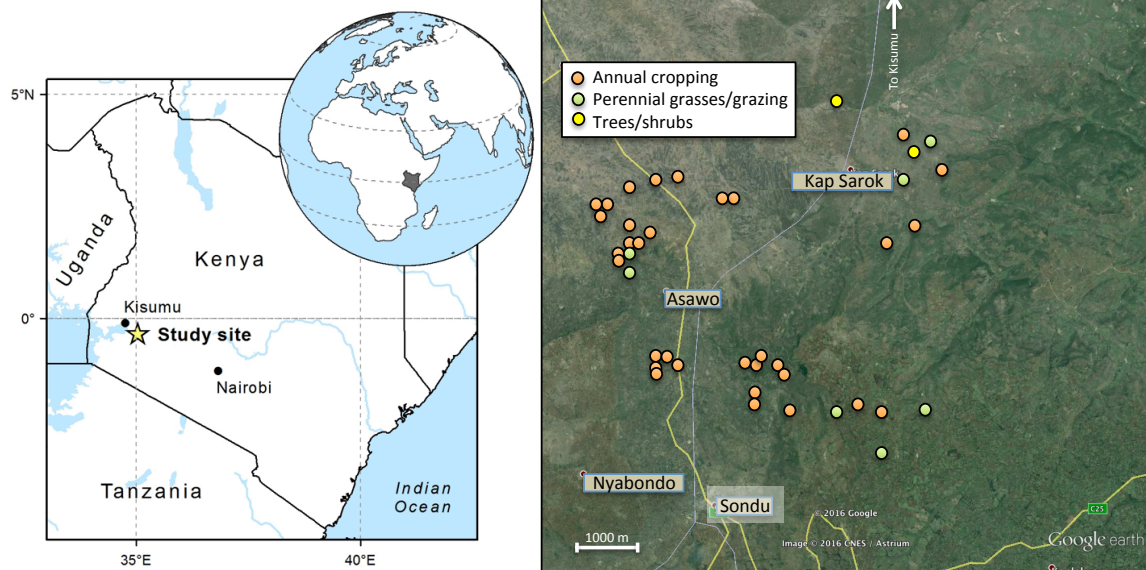 5°N
Uganda
Kenya
Kisumu
0°
Study site
Nairobi
Tanzania
Indian
Ocean
35°E
40°E
Annual cropping
Perennial grasses/grazing
Trees/shrubs
To Kisumu
Kap Sarok
Asawo
Nyabondo
Sondu
1000 m
©2016 Google
Image © 2016 CNES / Astrium
C25
Google earth